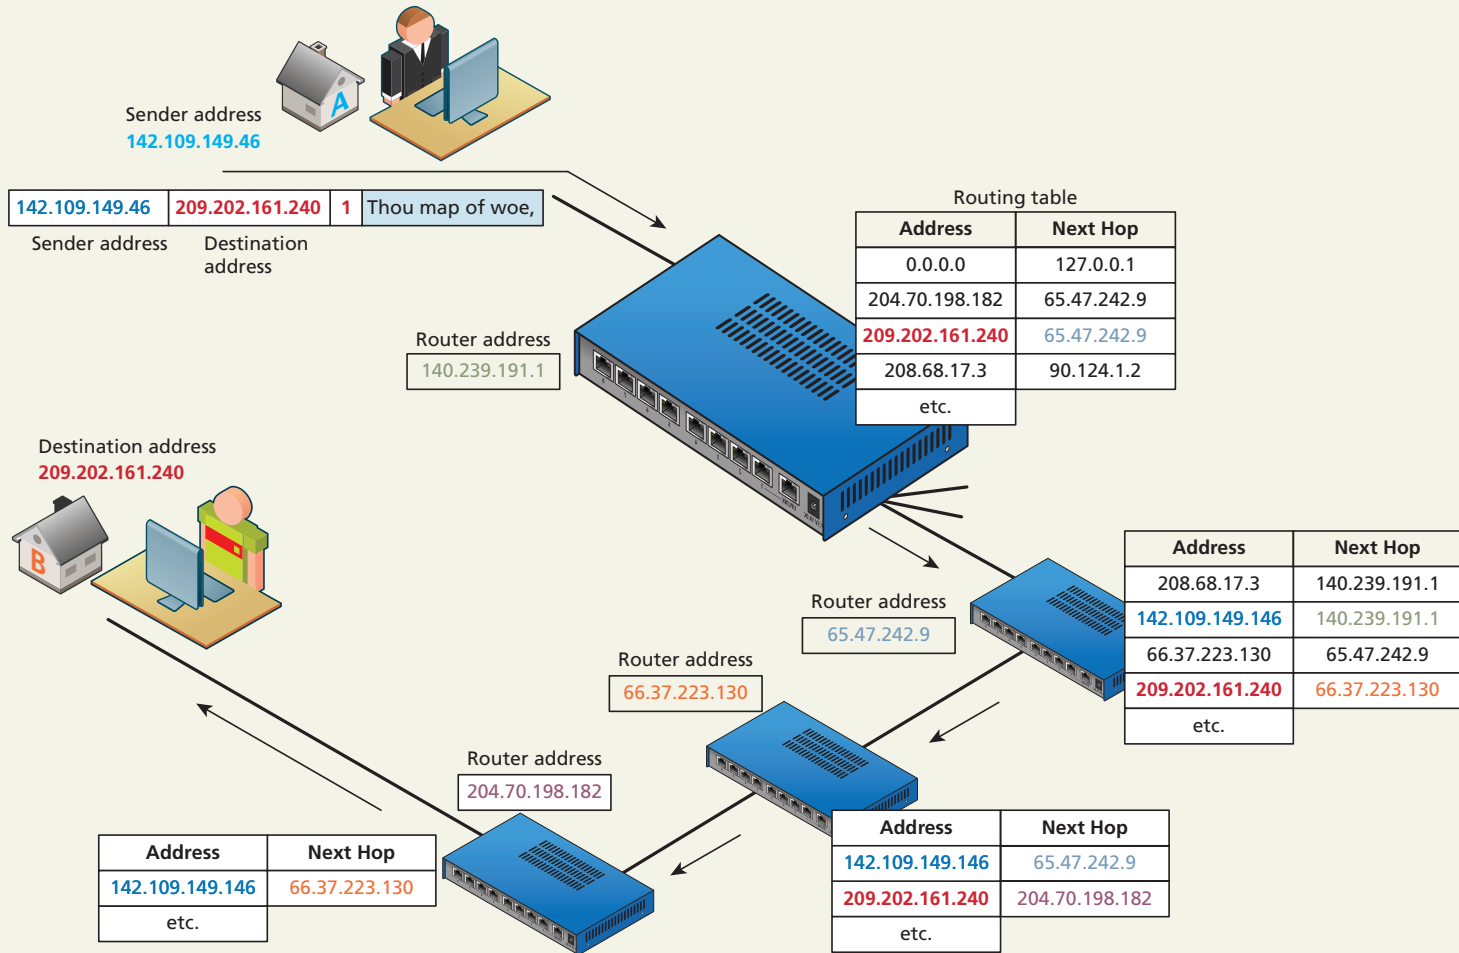 Sender address
142.109.149.46
A
142.109.149.46 209.202.161.240 1 Thou map of woe,
Sender address Destination
address
Routing table
Address Next Hop
0.0.0.0 127.0.0.1
204.70.198.182 65.47.242.9
209.202.161.240 65.47.242.9
208.68.17.3 90.124.1.2
etc.
Router address
140.239.191.1
Destination address
209.202.161.240
B
Router address
65.47.242.9
Address Next Hop
208.68.17.3 140.239.191.1
142.109.149.146 140.239.191.1
66.37.223.130 65.47.242.9
209.202.161.240 66.37.223.130
etc.
Router address
66.37.223.130
Address Next Hop
142.109.149.146 65.47.242.9
209.202.161.240 204.70.198.182
etc.
Router address
204.70.198.182
Address Next Hop
142.109.149.146 66.37.223.130
etc.